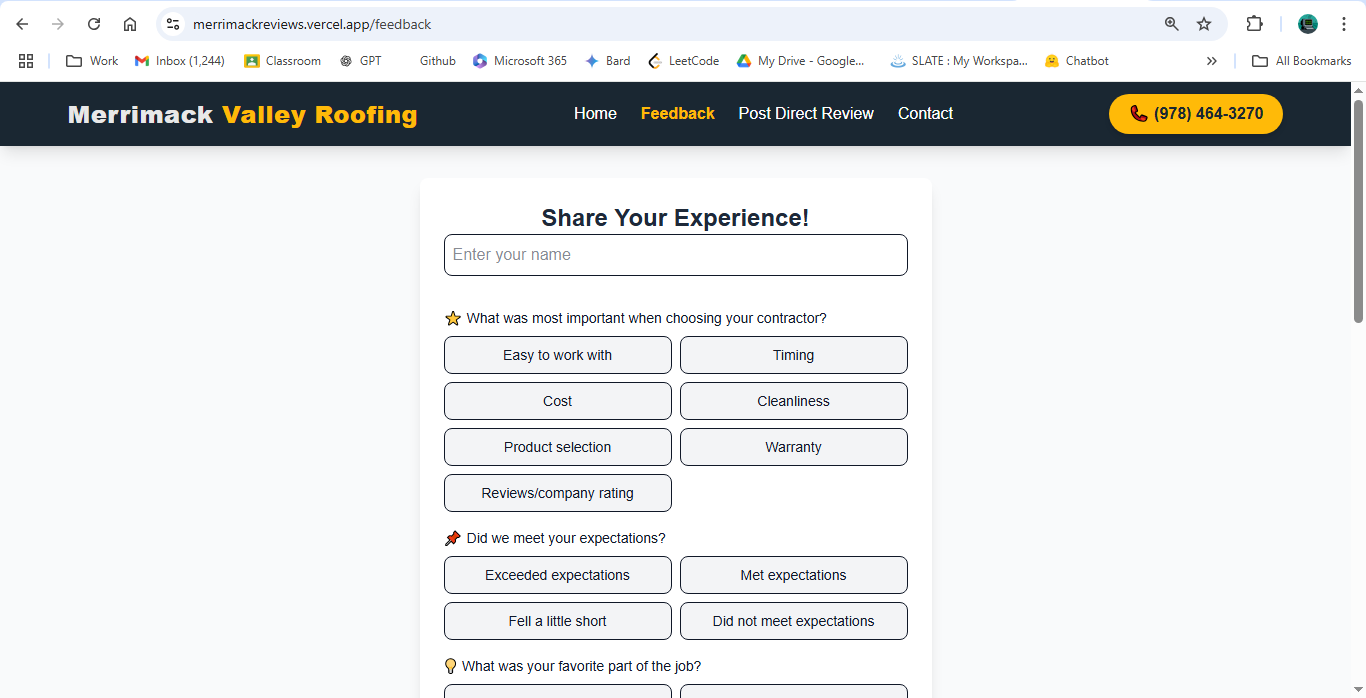 merrimackreviews.vercel.app/feedback
Work Inbox (1,244) Classroom GPT Github Microsoft 365 Bard LeetCode My Drive - Google... SLATE : My Workspa... Chatbot » All Bookmarks
Merrimack Valley Roofing Home Feedback Post Direct Review Contact (978) 464-3270
Share Your Experience!
Enter your name
What was most important when choosing your contractor?
Easy to work with Timing
Cost Cleanliness
Product selection Warranty
Reviews/company rating
Did we meet your expectations?
Exceeded expectations Met expectations
Fell a little short Did not meet expectations
What was your favorite part of the job?